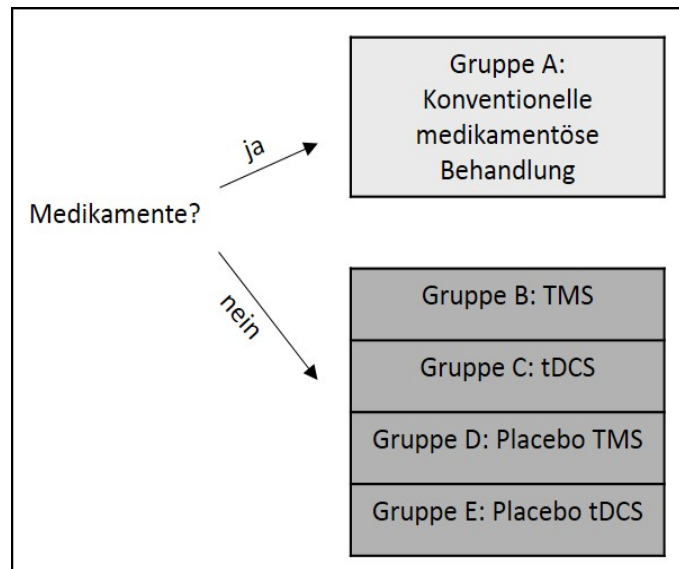 Gruppe A:
Konventionelle
medikamentöse
Behandlung
ja
Medikamente?
nein
Gruppe B: TMS
Gruppe C: tDCS
Gruppe D: Placebo TMS
Gruppe E: Placebo tDCS